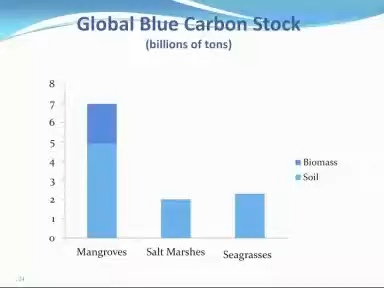 Global Blue Carbon Stock
(billions of tons)
8
7
6
5
4
3
2
1
0
Mangroves Salt Marshes Seagrasses
Biomass
Soil